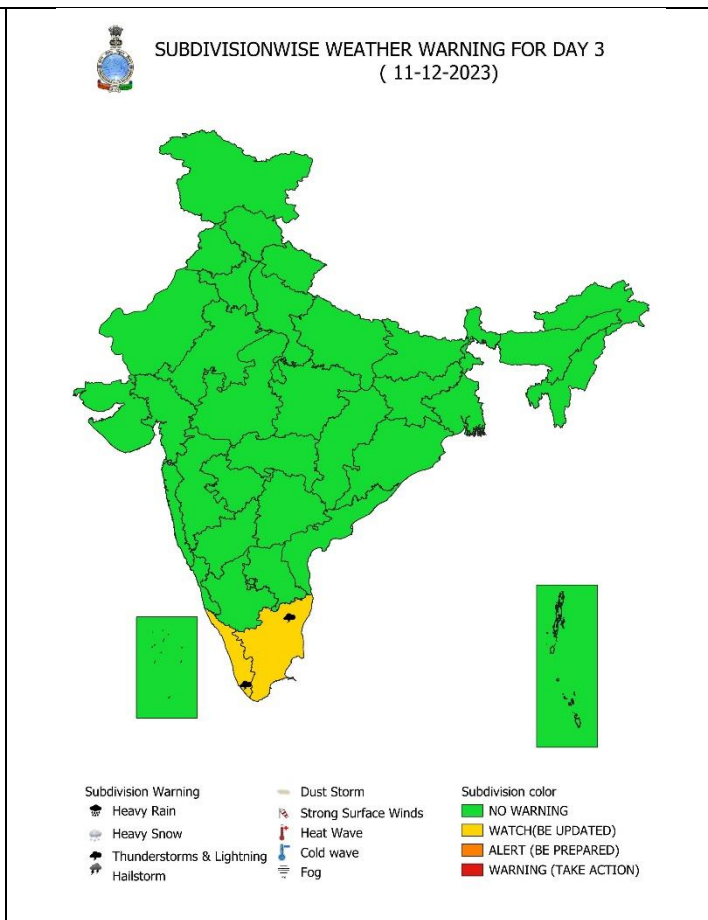 SUBDIVISIONWISE WEATHER WARNING FOR DAY 3
( 11-12-2023)
Subdivision Warning
Heavy Rain
Heavy Snow
Thunderstorms & Lightning
Hailstorm
Dust Storm
Strong Surface Winds
Heat Wave
Cold wave
Fog
Subdivision color
NO WARNING
WATCH(BE UPDATED)
ALERT (BE PREPARED)
WARNING (TAKE ACTION)